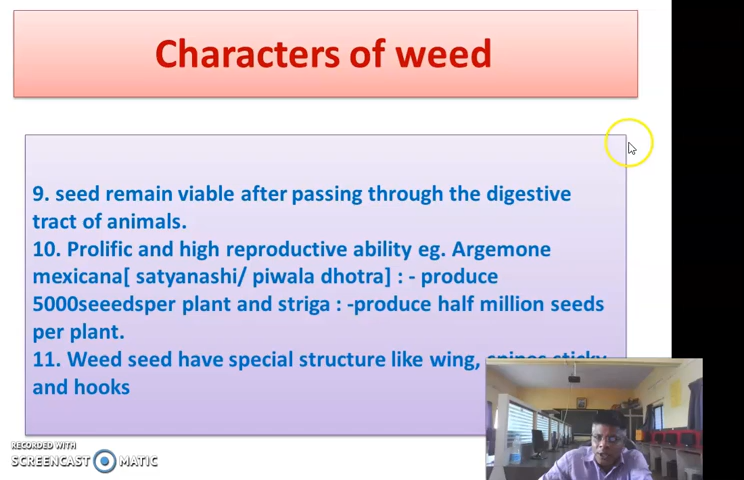 Characters of weed
9. seed remain viable after passing through the digestive
tract of animals.
10. Prolific and high reproductive ability eg. Argemone
mexicana[ satyanashi/ piwala dhotra] : - produce
5000seeedsper plant and striga : -produce half million seeds
per plant.
11. Weed seed have special structure like wing, spines sticky
and hooks
RECORDED WITH
SCREENCAST MATIC